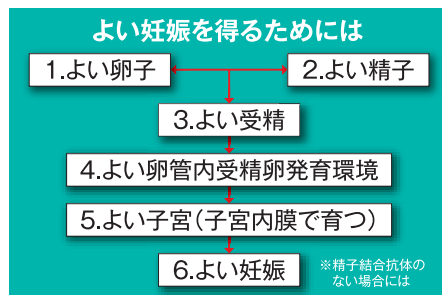 よい妊娠を得るためには
1.よい卵子
2.よい精子
3.よい受精
4.よい卵管内受精卵発育環境
5.よい子宮(子宮内膜で育つ)
6.よい妊娠
※精子結合抗体の
ない場合には